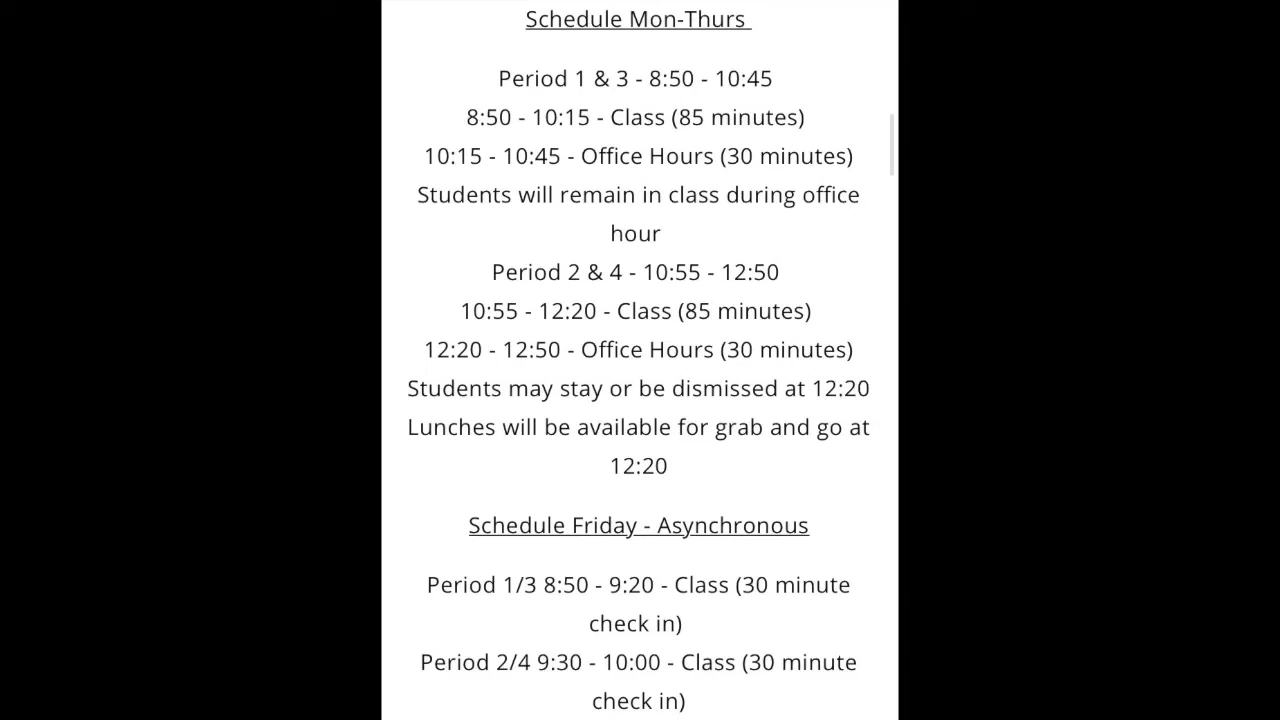 Schedule Mon-Thurs
Period 1 & 3 - 8:50 - 10:45
8:50 - 10:15 - Class (85 minutes)
10:15 - 10:45 - Office Hours (30 minutes)
Students will remain in class during office
hour
Period 2 & 4 - 10:55 - 12:50
10:55 - 12:20 - Class (85 minutes)
12:20 - 12:50 - Office Hours (30 minutes)
Students may stay or be dismissed at 12:20
Lunches will be available for grab and go at
12:20
Schedule Friday - Asynchronous
Period 1/3 8:50 - 9:20 - Class (30 minute
check in)
Period 2/4 9:30 - 10:00 - Class (30 minute
check in)